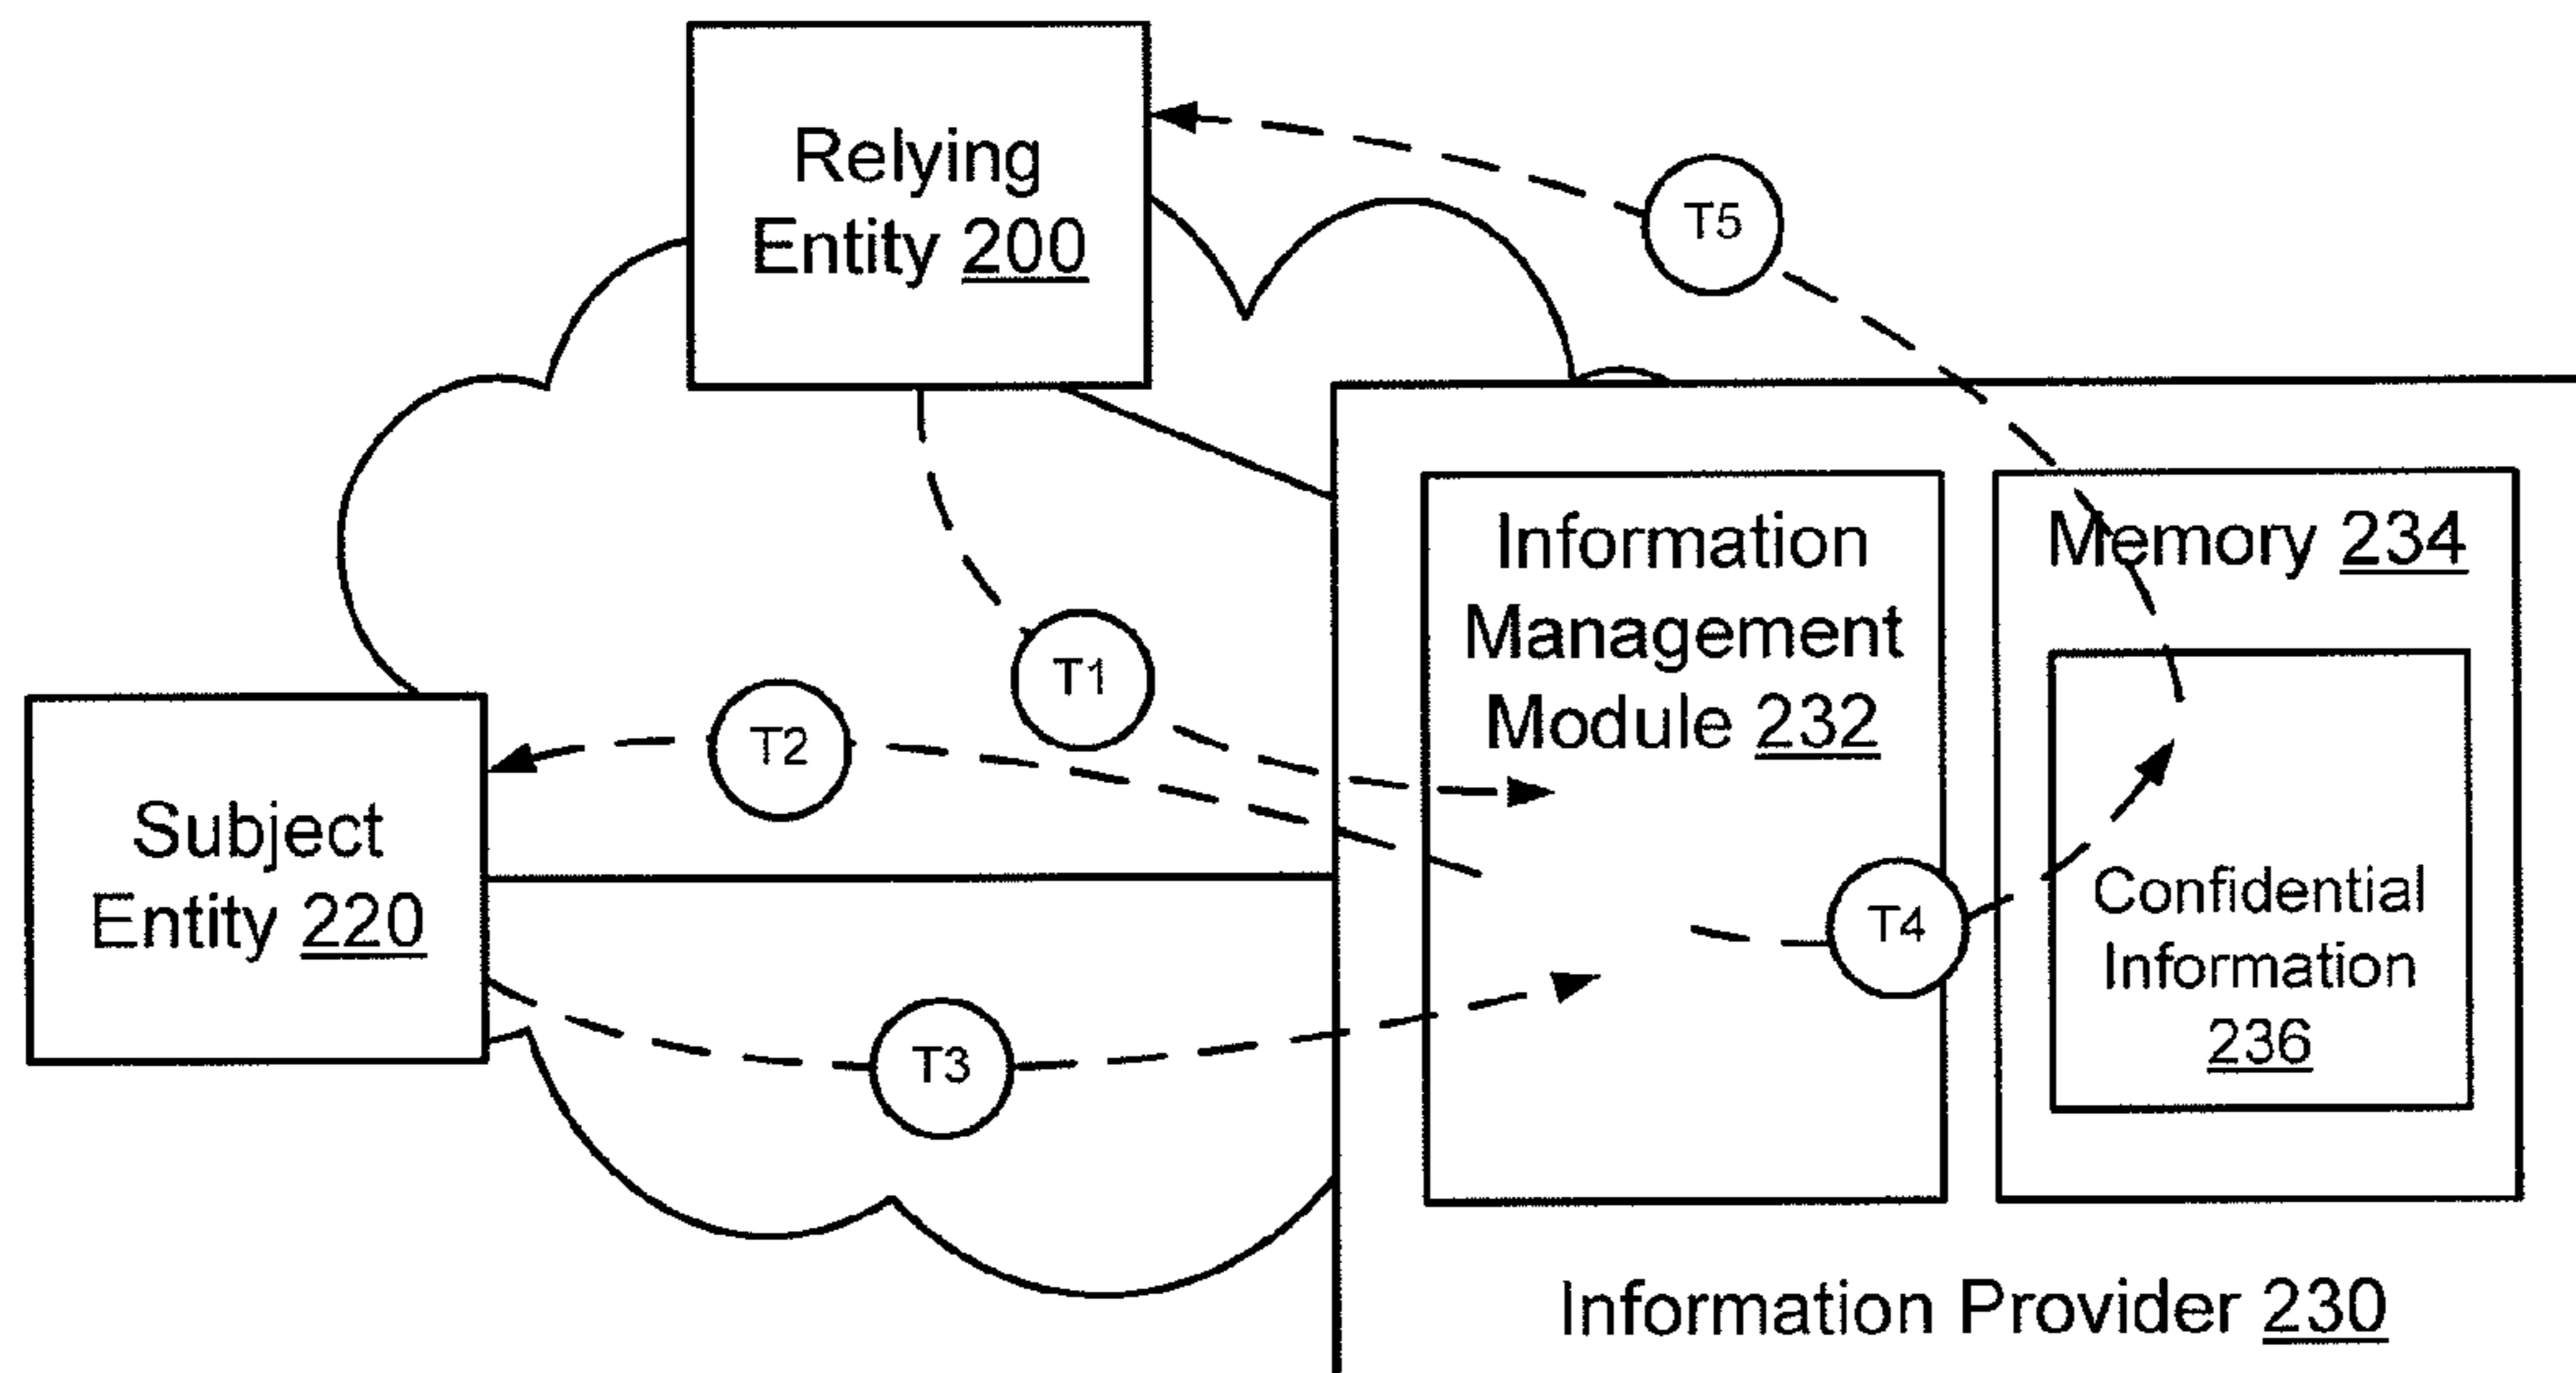 Relying
Entity 200
T5
Information
Management
Module 232
Memory 234
T1
T2
Subject
Entity 220
T4
Confidential
Information
236
T3
Information Provider 230